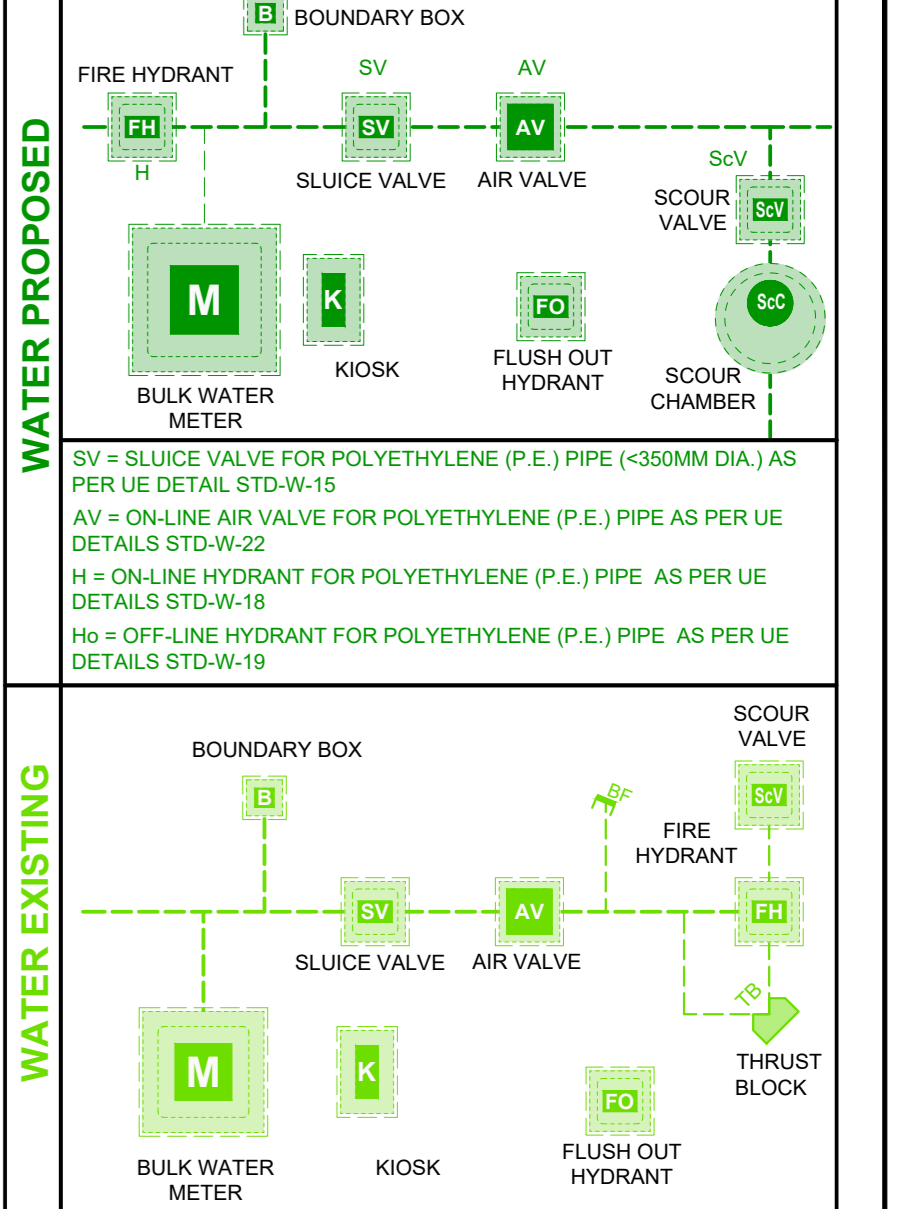 WATER PROPOSED
B BOUNDARY BOX
FIRE HYDRANT
SV
AV
FH
SV
AV
H
SLUICE VALVE
AIR VALVE
ScV
SCOUR
VALVE
ScV
M
K
FO
ScC
BULK WATER
METER
KIOSK
FLUSH OUT
HYDRANT
SCOUR
CHAMBER
SV = SLUICE VALVE FOR POLYETHYLENE (P.E.) PIPE (<350MM DIA.) AS
PER UE DETAIL STD-W-15
AV = ON-LINE AIR VALVE FOR POLYETHYLENE (P.E.) PIPE AS PER UE
DETAILS STD-W-22
H = ON-LINE HYDRANT FOR POLYETHYLENE (P.E.) PIPE AS PER UE
DETAILS STD-W-18
Ho = OFF-LINE HYDRANT FOR POLYETHYLENE (P.E.) PIPE AS PER UE
DETAILS STD-W-19
WATER EXISTING
SCOUR
VALVE
BOUNDARY BOX
B
BF
ScV
FIRE
HYDRANT
SV
AV
FH
SLUICE VALVE
AIR VALVE
TB
THRUST
BLOCK
M
K
FO
BULK WATER
METER
KIOSK
FLUSH OUT
HYDRANT